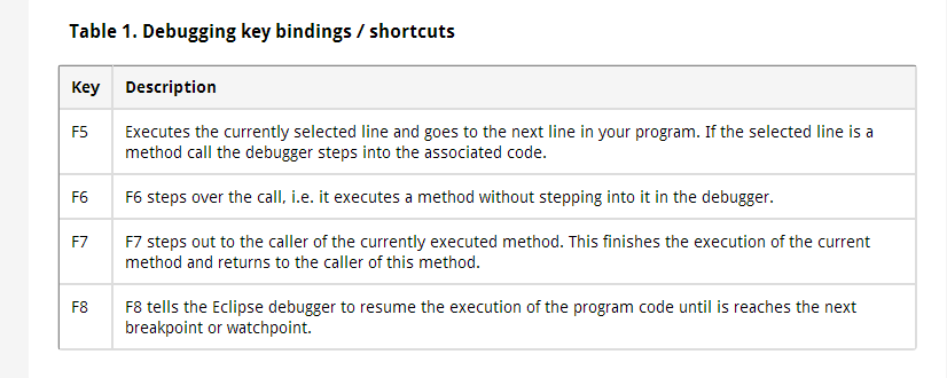 Table 1. Debugging key bindings / shortcuts
Key Description
F5 Executes the currently selected line and goes to the next line in your program. If the selected line is a
method call the debugger steps into the associated code.
F6 F6 steps over the call, i.e. it executes a method without stepping into it in the debugger.
F7 F7 steps out to the caller of the currently executed method. This finishes the execution of the current
method and returns to the caller of this method.
F8 F8 tells the Eclipse debugger to resume the execution of the program code until is reaches the next
breakpoint or watchpoint.